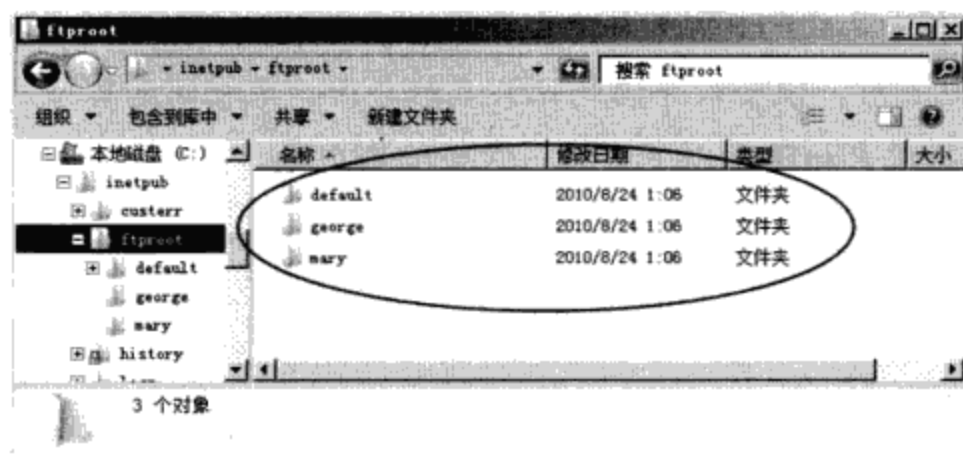 ftproot
inetpub ftproot
搜索 ftproot
组织 包含到库中 共享 新建文件夹
本地磁盘 (C:)
inetpub
custerr
ftproot
default
george
mary
history
名称 修改日期 类型 大小
default 2010/8/24 1:06 文件夹
george 2010/8/24 1:06 文件夹
mary 2010/8/24 1:06 文件夹
3 个对象